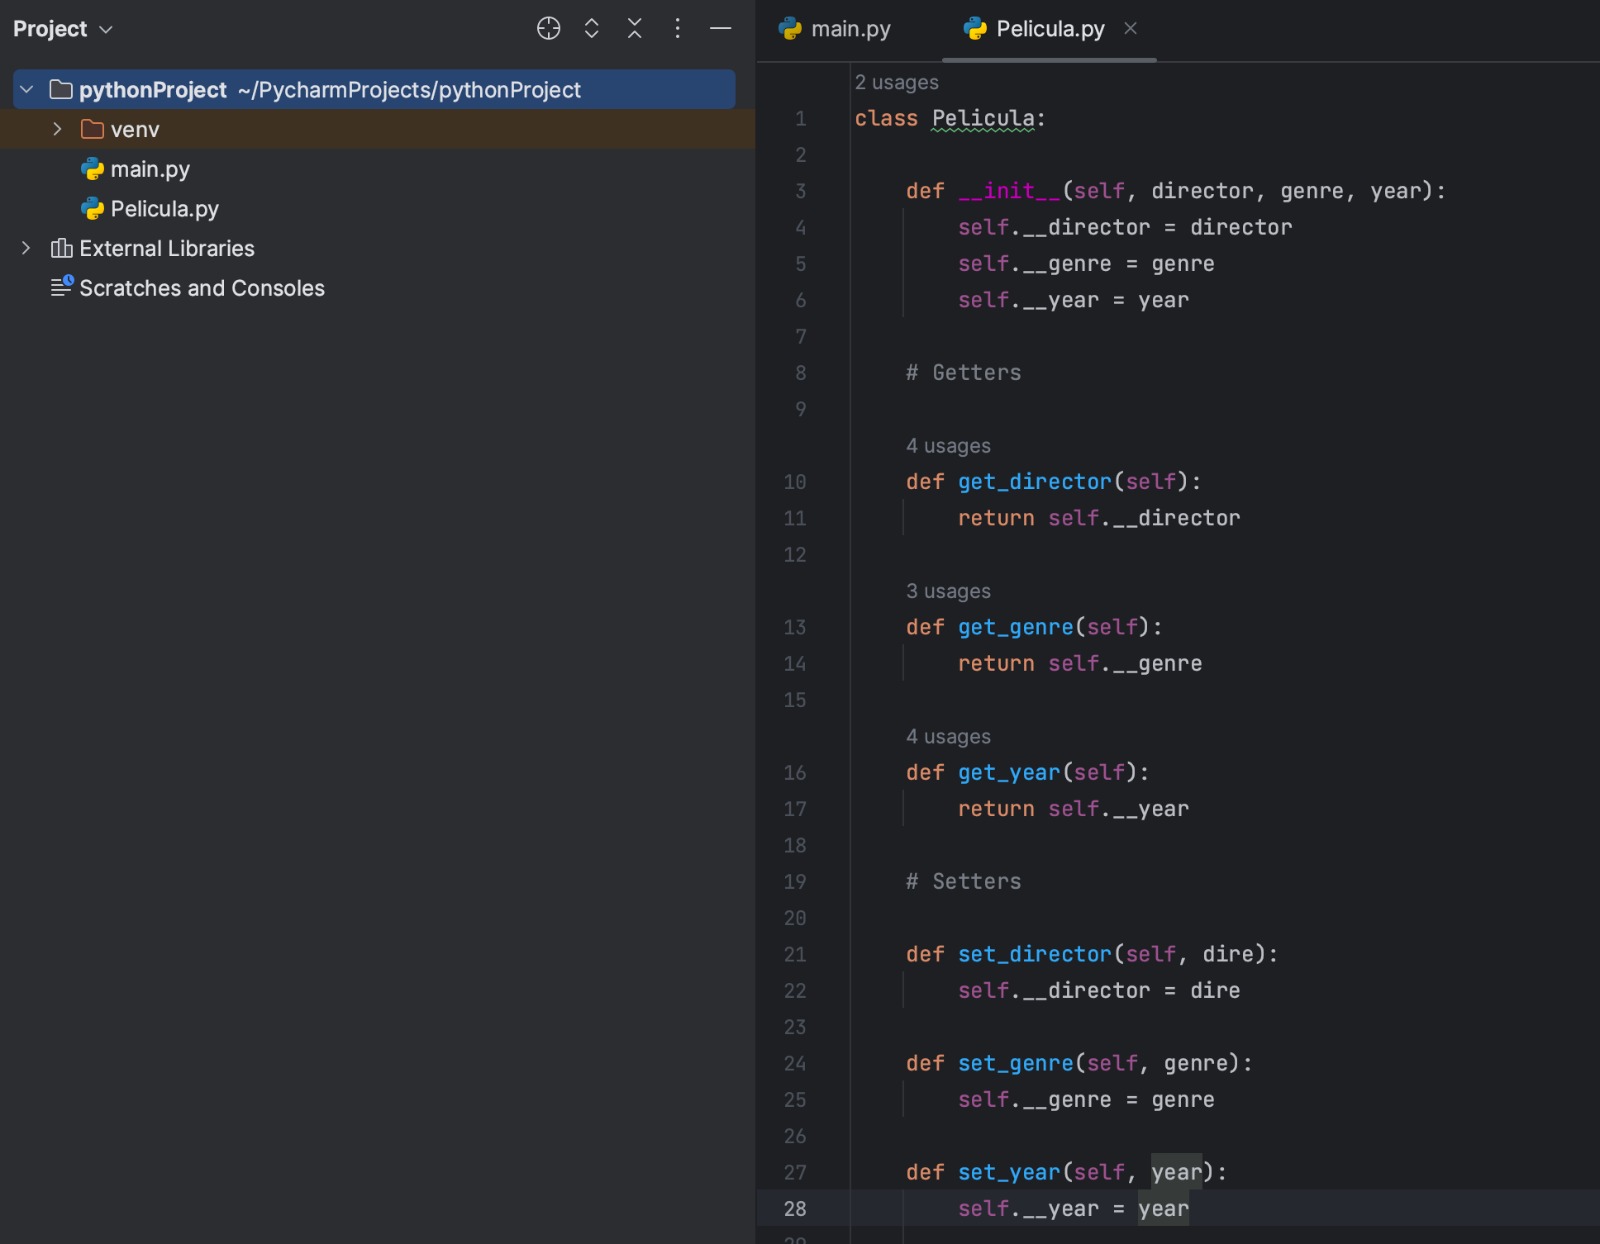 Project
pythonProject ~/PycharmProjects/pythonProject
venv
main.py
Pelicula.py
External Libraries
Scratches and Consoles
main.py Pelicula.py
2 usages
1 class Pelicula:
2
3 def __init__(self, director, genre, year):
4 self.__director = director
5 self.__genre = genre
6 self.__year = year
7
8 # Getters
9
4 usages
10 def get_director(self):
11 return self.__director
12
3 usages
13 def get_genre(self):
14 return self.__genre
15
4 usages
16 def get_year(self):
17 return self.__year
18
19 # Setters
20
21 def set_director(self, dire):
22 self.__director = dire
23
24 def set_genre(self, genre):
25 self.__genre = genre
26
27 def set_year(self, year):
28 self.__year = year
29